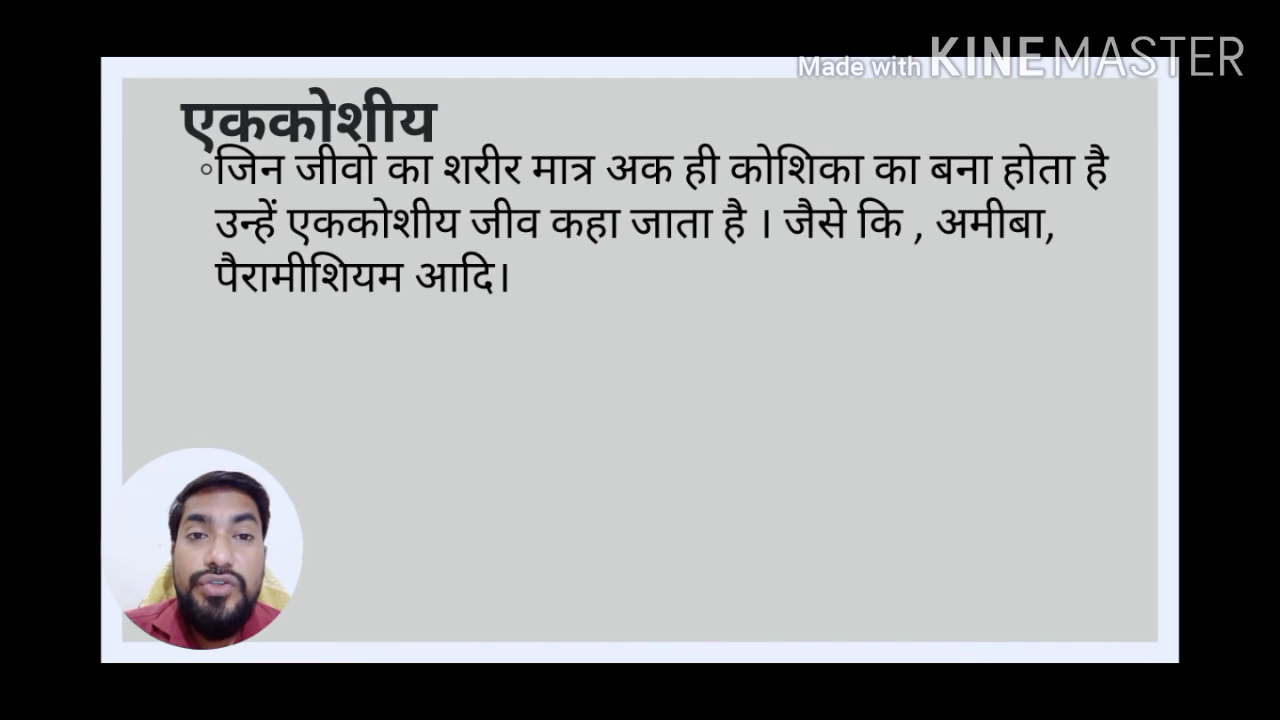 Made with KINEMASTER
एककोशीय
◦जिन जीवो का शरीर मात्र अक ही कोशिका का बना होता है
उन्हें एककोशीय जीव कहा जाता है । जैसे कि , अमीबा,
पैरामीशियम आदि।